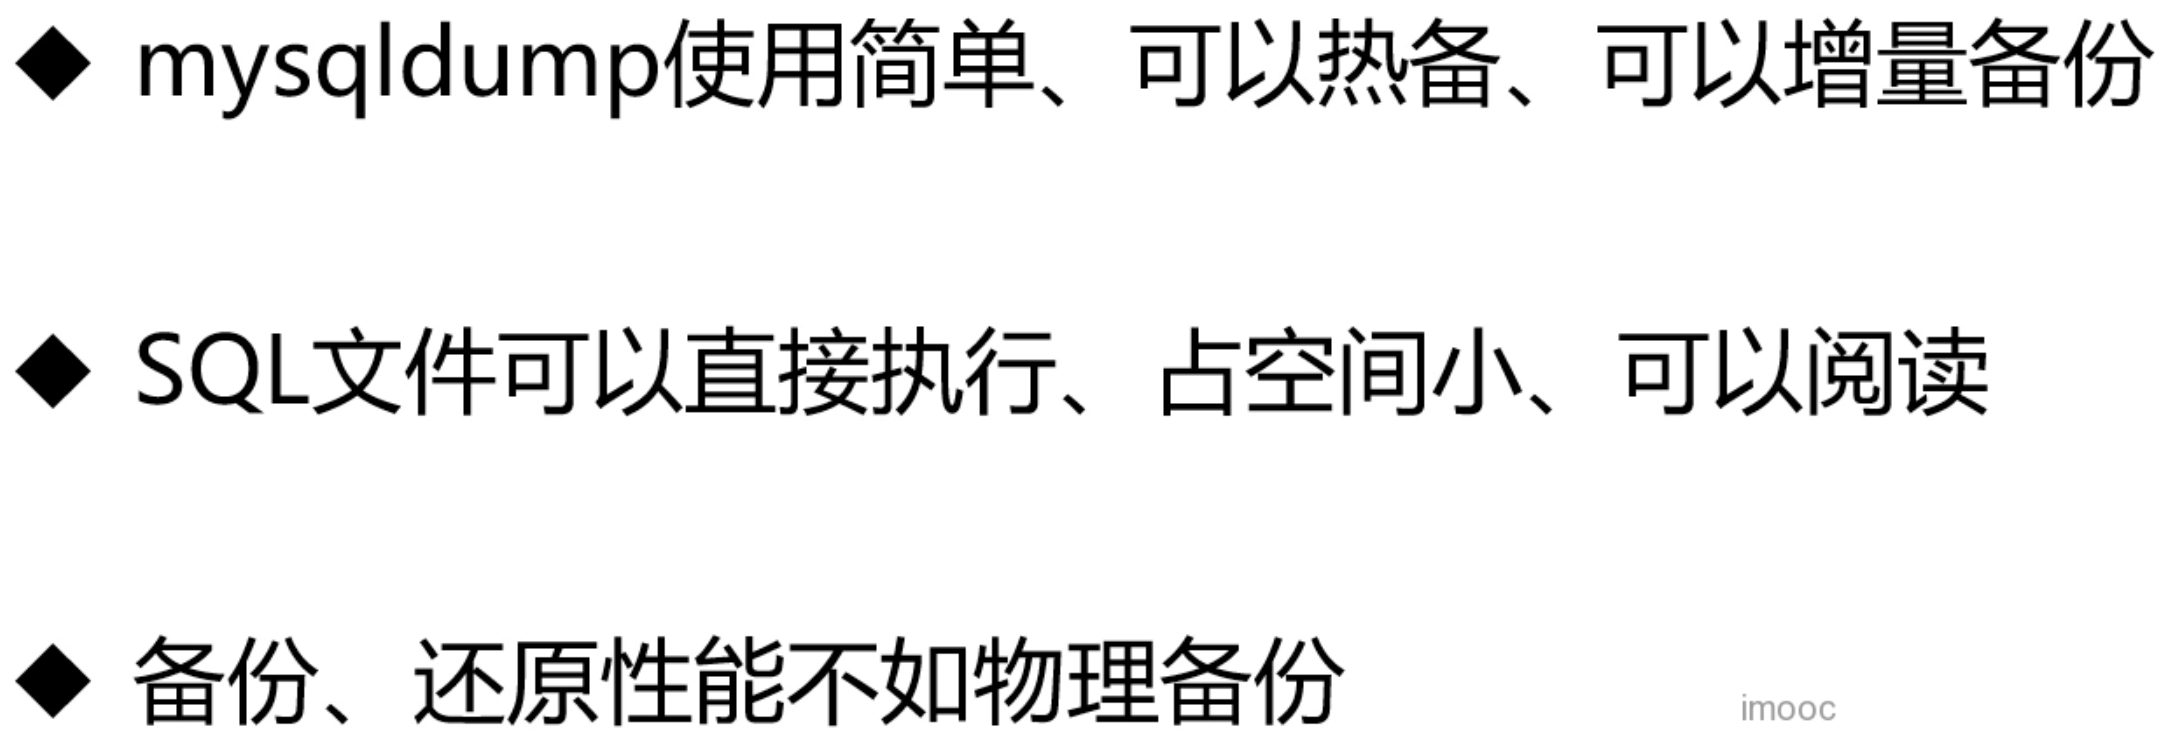 ◆ mysqldump使用简单、可以热备、可以增量备份
◆ SQL文件可以直接执行、占空间小、可以阅读
◆ 备份、还原性能不如物理备份
imooc